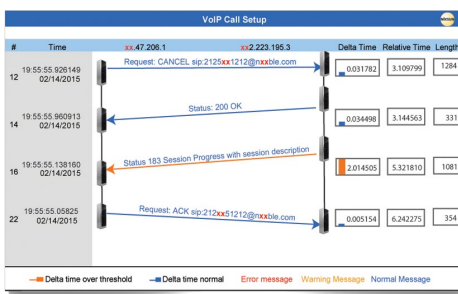 VoIP Call Setup
# Time xx.47.206.1 xx2.223.195.3 Delta Time Relative Time Length
Request: CANCEL sip:2125xx1212@nxxble.com
12 19:55:55.926149 0.031782 3.109799 1284
02/14/2015
Status: 200 OK
14 19:55:55.960913 0.034498 3.144563 331
02/14/2015
Status 183 Session Progress with session description
16 19:55:55.138160 2.014505 5.321810 1081
02/14/2015
Request: ACK sip:212xx51212@nxxble.com
22 19:55:55.05825 0.005154 6.242275 354
02/14/2015
Delta time over threshold Delta time normal Error message Warning Message Normal Message